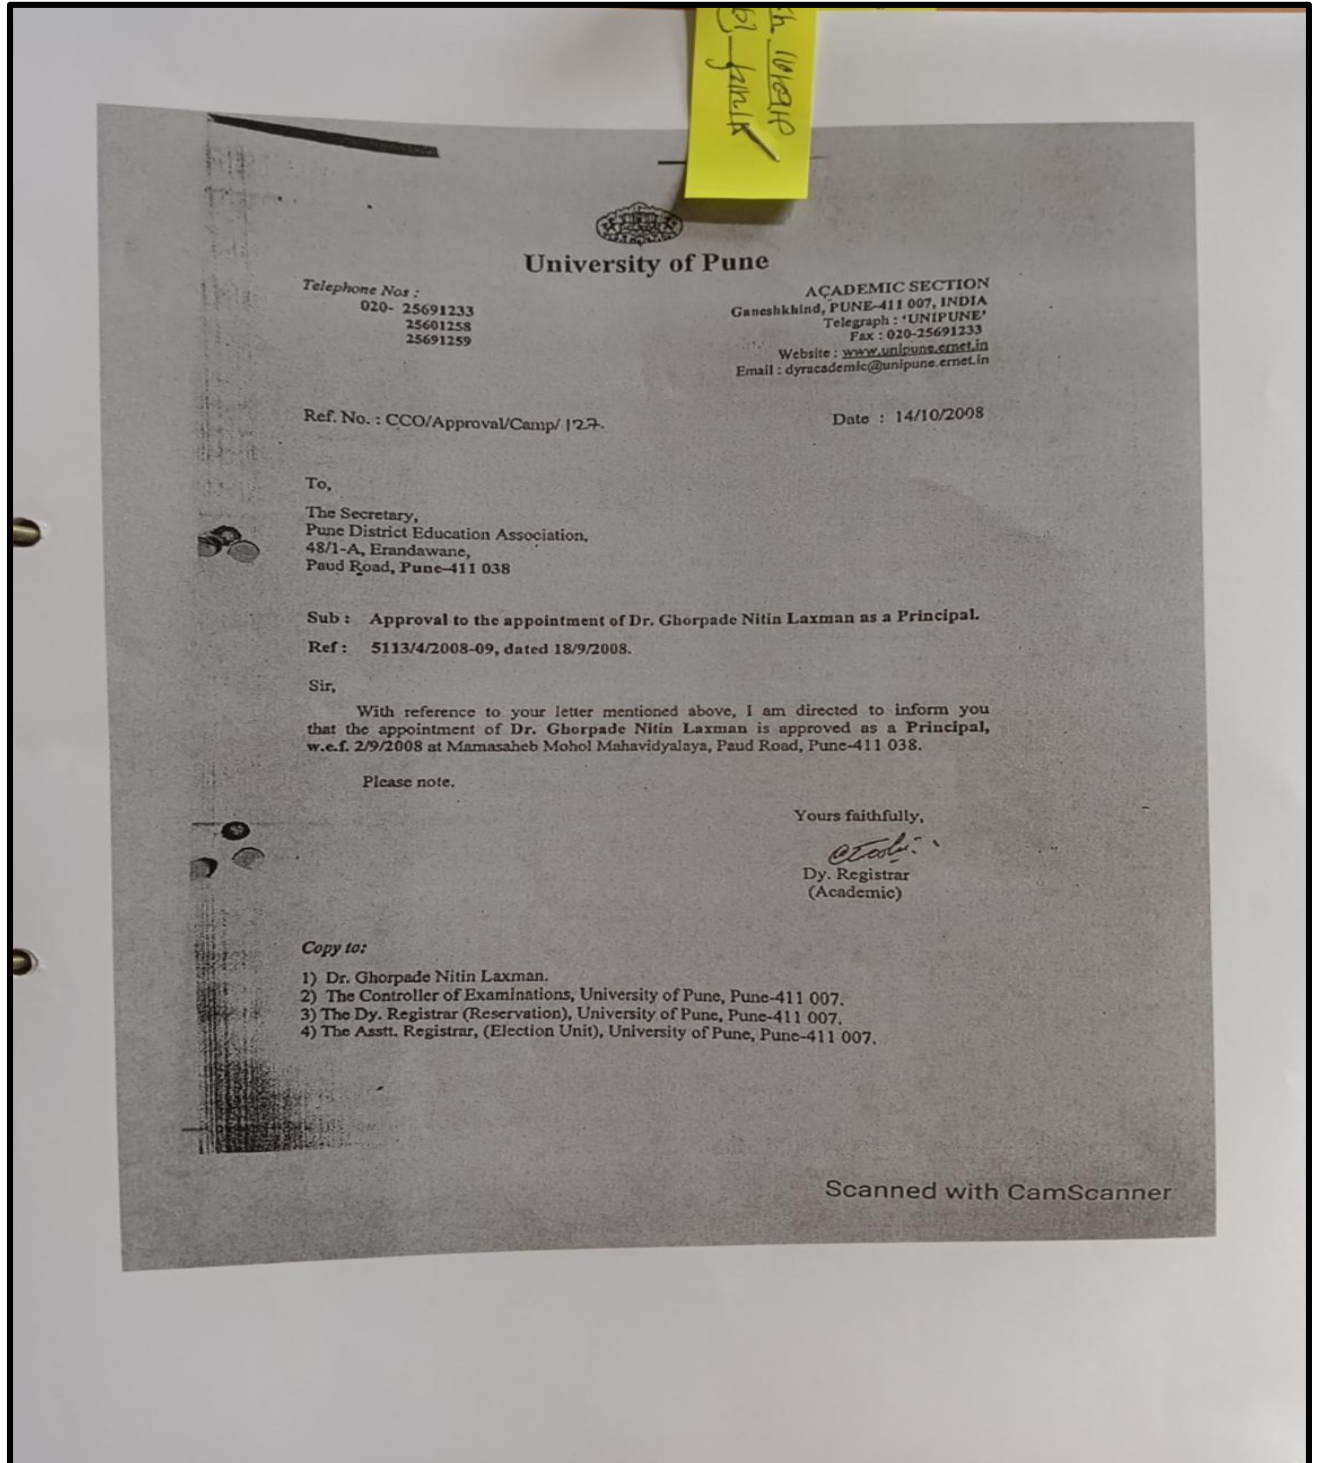 University of Pune
Telephone Nos :
020- 25691233
25601258
25691259
ACADEMIC SECTION
Ganeshkhind, PUNE-411 007, INDIA
Telegraph : 'UNIPUNE'
Fax : 020-25691233
Website : www.unipune.ernet.in
Email : dyracademic@unipune.ernet.in
Ref. No. : CCO/Approval/Camp/ 127.
Date : 14/10/2008
To,
The Secretary,
Pune District Education Association,
48/1-A, Erandawane,
Paud Road, Pune-411 038
Sub : Approval to the appointment of Dr. Ghorpade Nitin Laxman as a Principal.
Ref : 5113/4/2008-09, dated 18/9/2008.
Sir,
With reference to your letter mentioned above, I am directed to inform you
that the appointment of Dr. Ghorpade Nitin Laxman is approved as a Principal,
w.e.f. 2/9/2008 at Mamasaheb Mohol Mahavidyalaya, Paud Road, Pune-411 038.
Please note.
Yours faithfully,
Dy. Registrar
(Academic)
Copy to:
1) Dr. Ghorpade Nitin Laxman.
2) The Controller of Examinations, University of Pune, Pune-411 007.
3) The Dy. Registrar (Reservation), University of Pune, Pune-411 007.
4) The Asstt. Registrar, (Election Unit), University of Pune, Pune-411 007.
Scanned with CamScanner